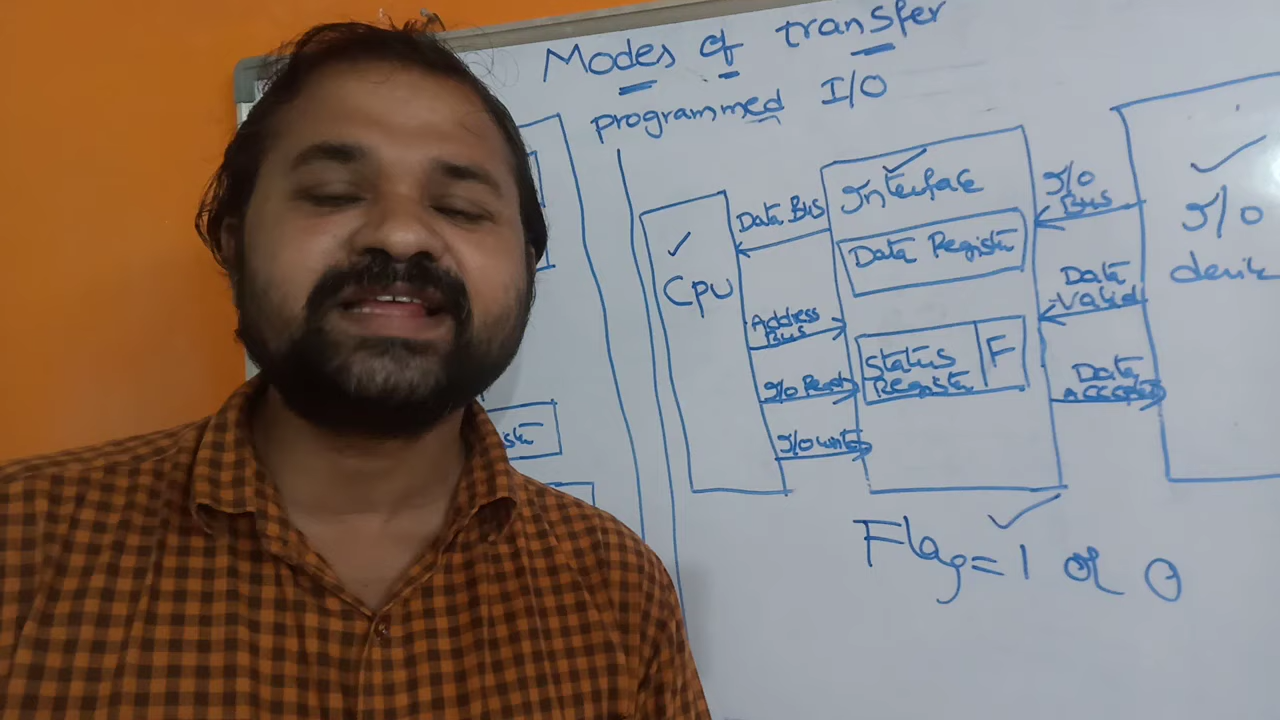 Modes of transfer
programmed I/O
Interface
I/O
Bus
I/O
device
Data Bus
Data Register
CPU
Data
Valid
Address
Bus
Status
Register
F
Data
Accepted
I/O Read
I/O write
Flag = 1 or 0